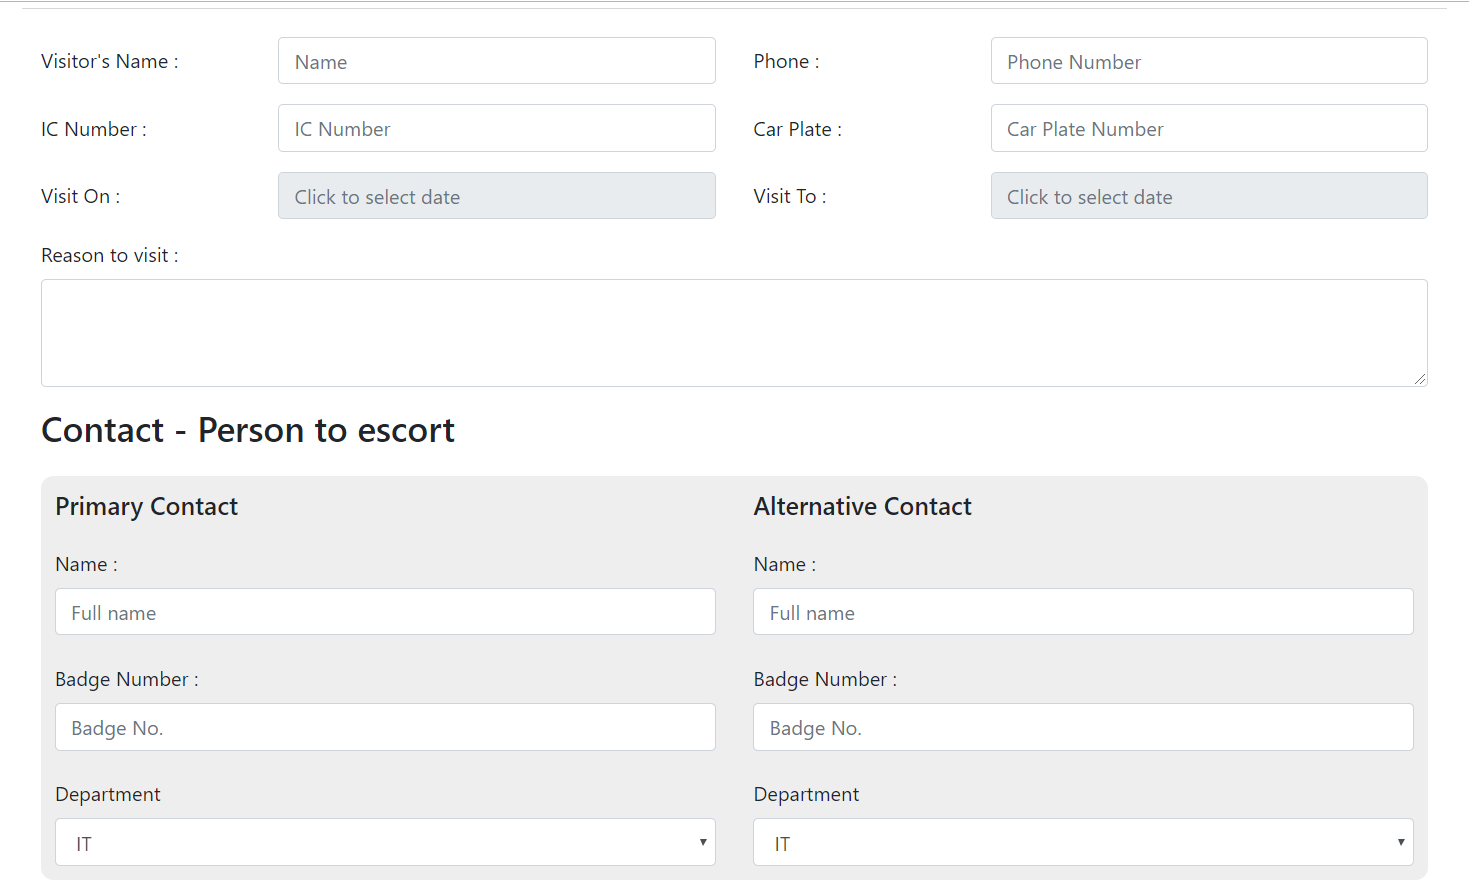 Visitor's Name : Name Phone : Phone Number
IC Number : IC Number Car Plate : Car Plate Number
Visit On : Click to select date Visit To : Click to select date
Reason to visit :
Contact - Person to escort
Primary Contact Alternative Contact
Name : Name :
Full name Full name
Badge Number : Badge Number :
Badge No. Badge No.
Department Department
IT IT